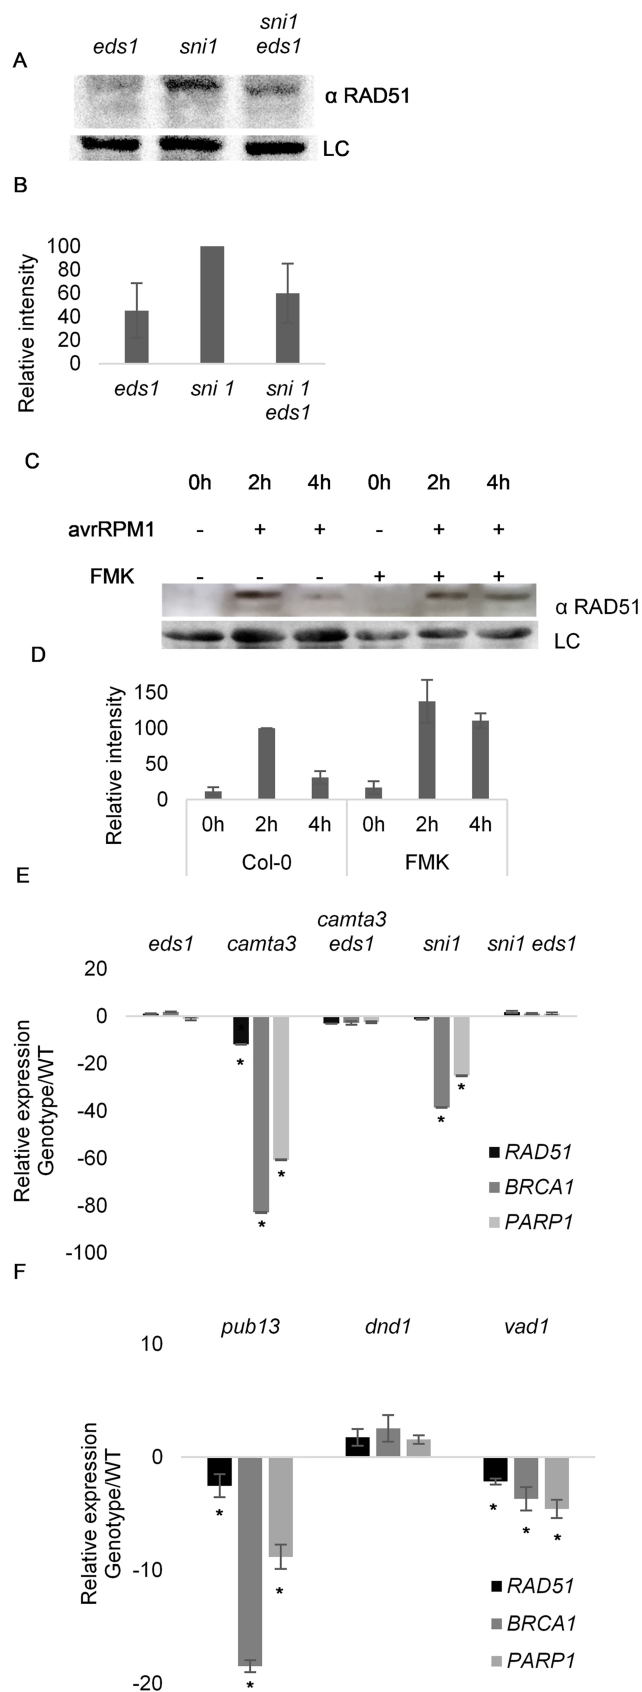 A
eds1 sni1 sni1 eds1
α RAD51
LC
B
Relative intensity
100
80
60
40
20
0
eds1 sni 1 sni 1 eds1
C
0h 2h 4h 0h 2h 4h
avrRPM1 - + + - + +
FMK - - - + + +
α RAD51
LC
D
Relative intensity
150
100
50
0
0h 2h 4h 0h 2h 4h
Col-0 FMK
E
eds1 camta3 camta3 eds1 sni1 sni1 eds1
Relative expression
Genotype/WT
20
0
-20
-40
-60
-80
-100
* * * * *
RAD51
BRCA1
PARP1
F
pub13 dnd1 vad1
Relative expression
Genotype/WT
10
0
-10
-20
* * * * * *
RAD51
BRCA1
PARP1